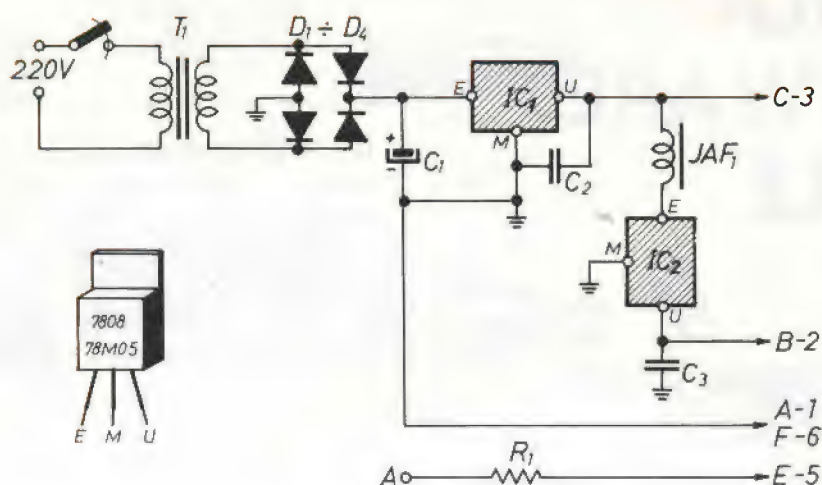 T1
D1 ÷ D4
220V
E
IC1
U
M
C-3
+
-
C1
C2
JAF1
E
M
IC2
U
7808
78M05
B-2
C3
E M U
A-1
F-6
A
R1
E-5